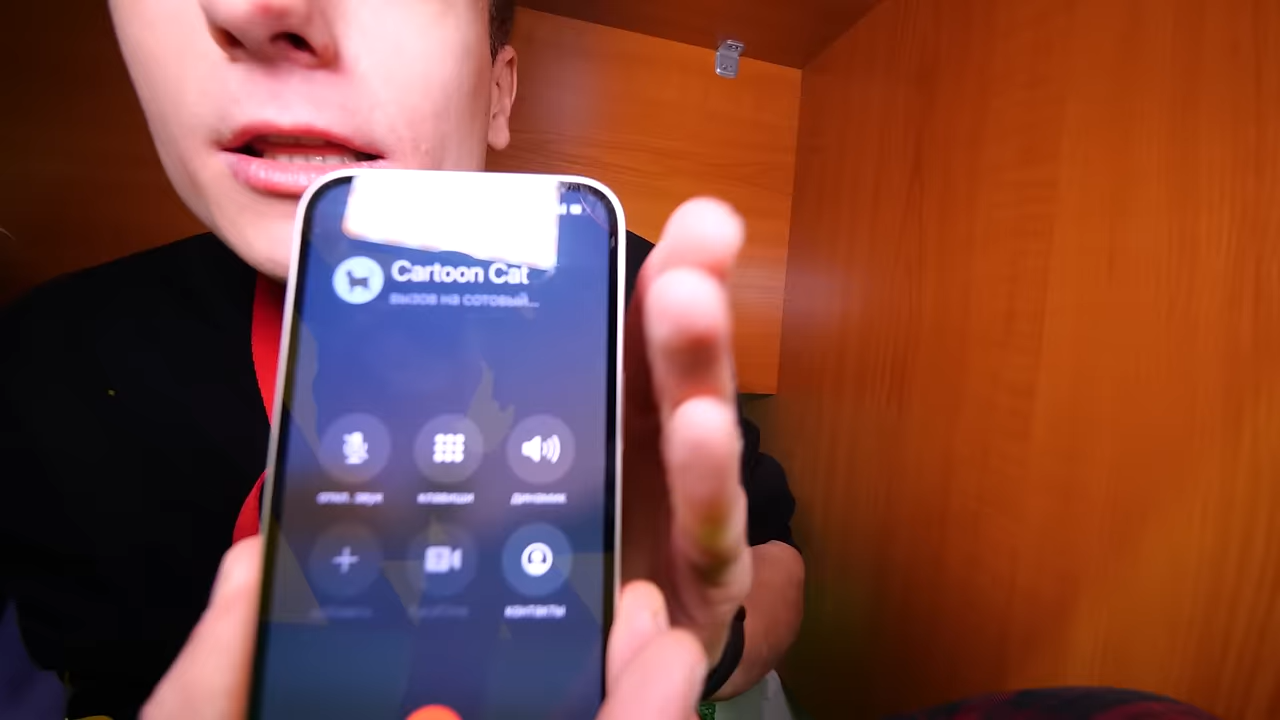 Cartoon Cat
вызов на сотовый...
откл. звук
клавиши
динамик
контакты